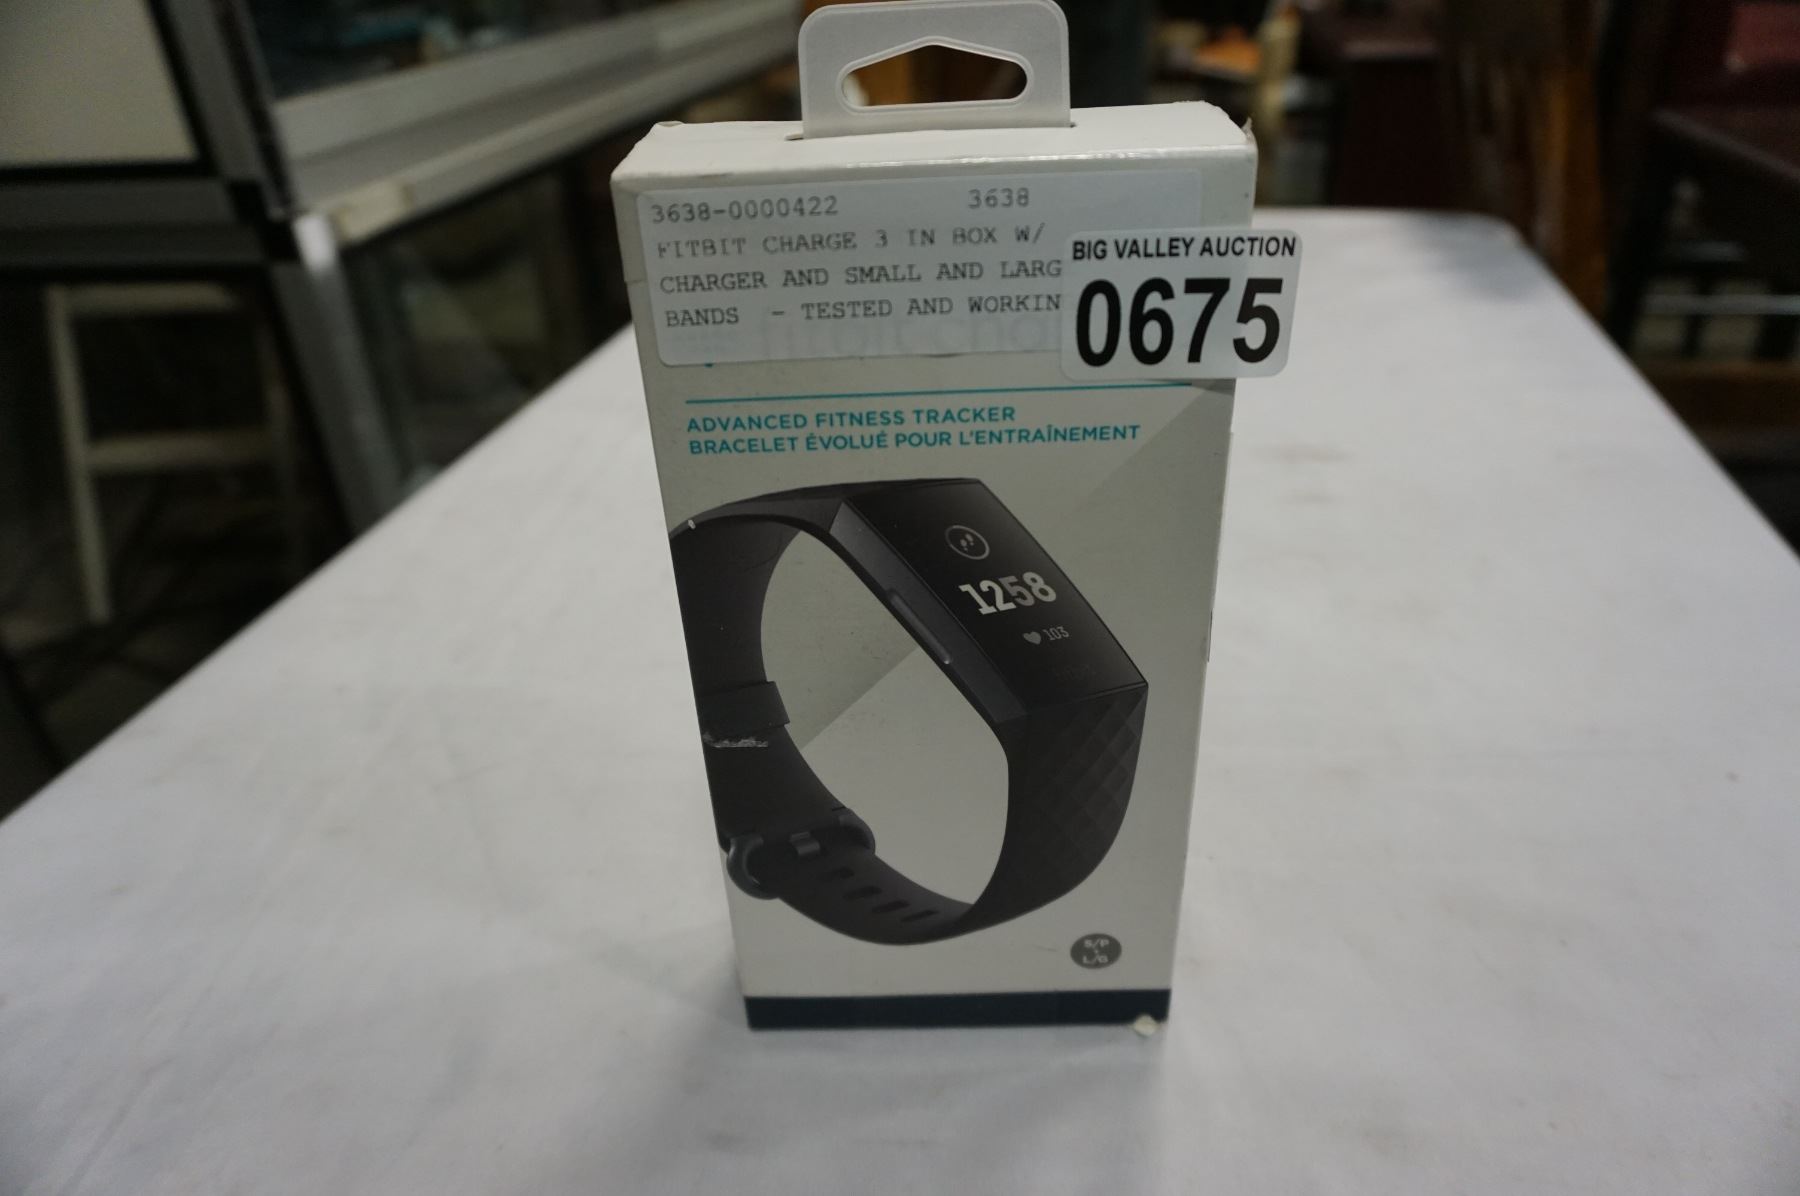 3638-0000422 3638
FITBIT CHARGE 3 IN BOX W/
CHARGER AND SMALL AND LARG
BANDS - TESTED AND WORKIN
BIG VALLEY AUCTION
0675
ADVANCED FITNESS TRACKER
BRACELET ÉVOLUÉ POUR L'ENTRAÎNEMENT
1258
103
fitbit
S/P
L/G